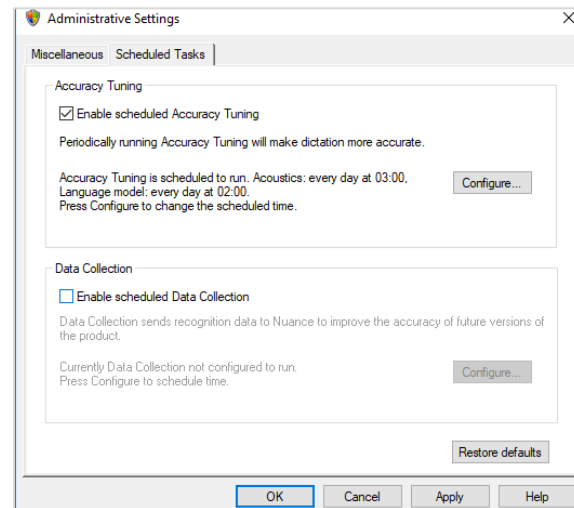 Administrative Settings
Miscellaneous Scheduled Tasks
Accuracy Tuning
Enable scheduled Accuracy Tuning
Periodically running Accuracy Tuning will make dictation more accurate.
Accuracy Tuning is scheduled to run. Acoustics: every day at 03:00,
Language model: every day at 02:00.
Press Configure to change the scheduled time.
Configure...
Data Collection
Enable scheduled Data Collection
Data Collection sends recognition data to Nuance to improve the accuracy of future versions of
the product.
Currently Data Collection not configured to run.
Press Configure to schedule time.
Configure...
Restore defaults
OK Cancel Apply Help